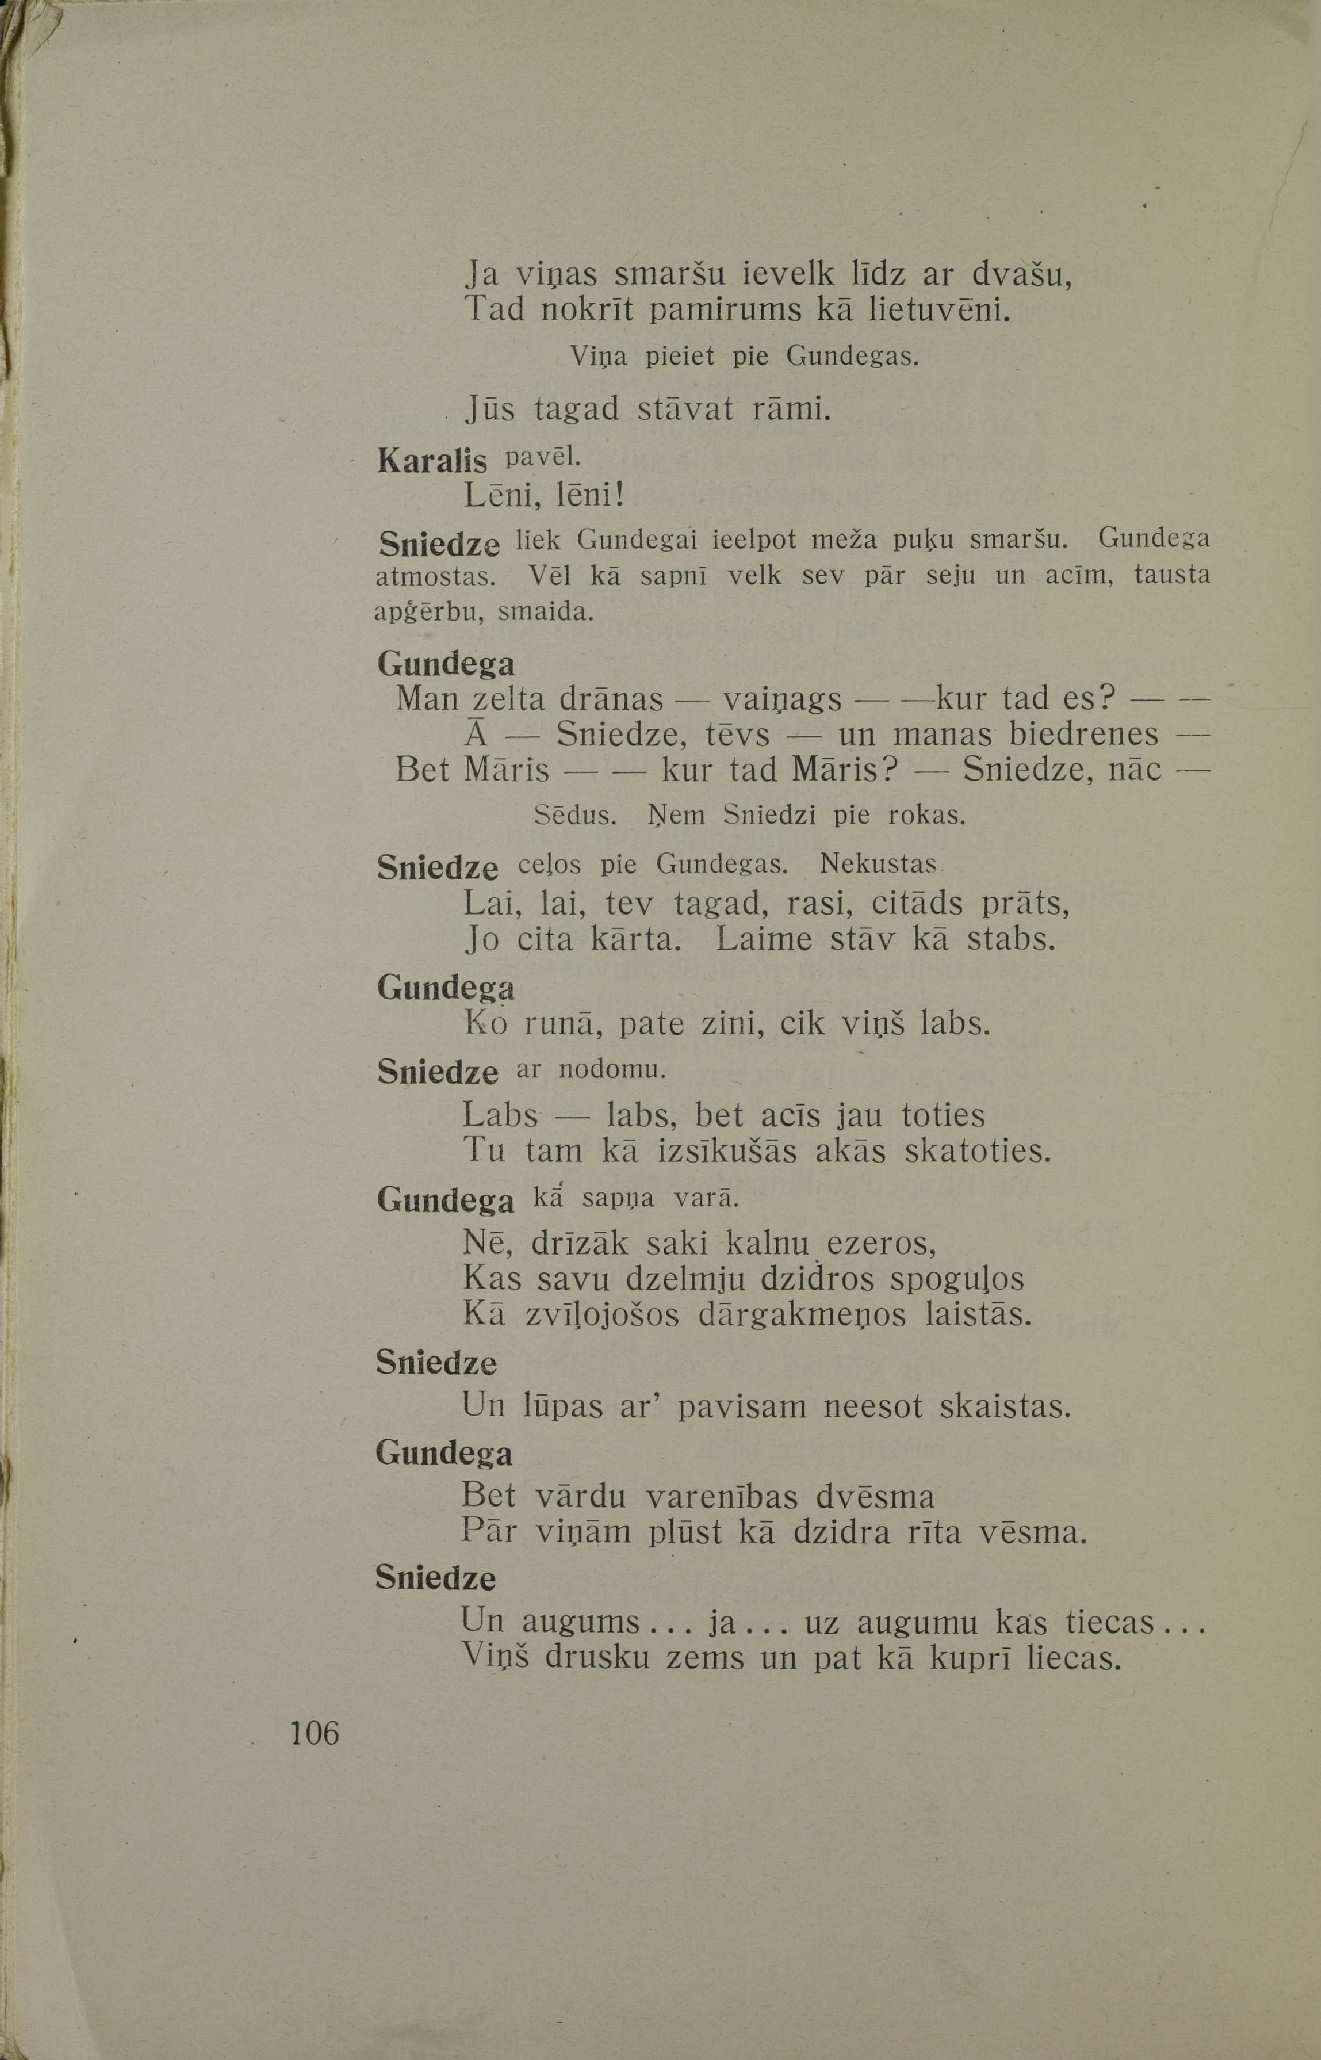 Ja viņas smaršu ievelk līdz ar dvašu,
Tad nokrīt pamirums kā lietuvēni.
Viņa pieiet pie Gundegas.
Jūs tagad stāvat rāmi.
Karalis pavēl.
Lēni, lēni!
Sniedze liek Gundegai ieelpot meža puķu smaršu. Gundega
atmostas. Vēl kā sapnī velk sev pār seju un acīm, tausta
apģērbu, smaida.
Gundega
Man zelta drānas — vaiņags — —kur tad es? — —
Ā — Sniedze, tēvs — un manas biedrenes —
Bet Māris — — kur tad Māris? — Sniedze, nāc —
Sēdus. Ņem Sniedzi pie rokas.
Sniedze ceļos pie Gundegas. Nekustas
Lai, lai, tev tagad, rasi, citāds prāts,
Jo cita kārta. Laime stāv kā stabs.
Gundega
Ko runā, pate zini, cik viņš labs.
Sniedze ar nodomu.
Labs — labs, bet acīs jau toties
Tu tam kā izsīkušās akās skatoties.
Gundega kā sapņa varā.
Nē, drīzāk saki kalnu ezeros,
Kas savu dzelmju dzidros spoguļos
Kā zvīļojošos dārgakmeņos laistās.
Sniedze
Un lūpas ar’ pavisam neesot skaistas.
Gundega
Bet vārdu varenības dvēsma
Pār viņām plūst kā dzidra rīta vēsma.
Sniedze
Un augums... ja... uz augumu kas tiecas...
Viņš drusku zems un pat kā kuprī liecas.
106